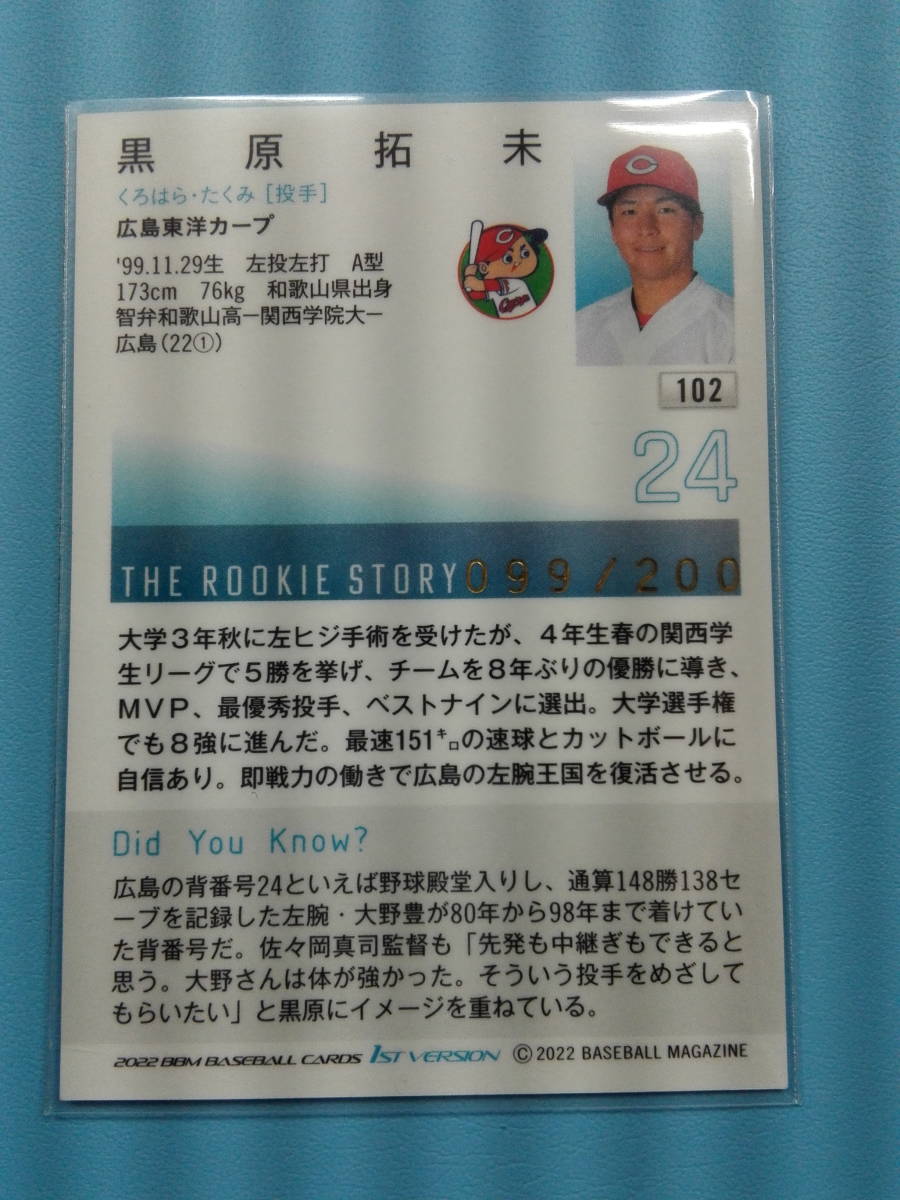 黒原拓未
くろはら・たくみ［投手］
広島東洋カープ
'99.11.29生　左投左打　A型
173cm　76kg　和歌山県出身
智弁和歌山高ー関西学院大ー
広島(22①)
C
C
Carp
102
24
THE ROOKIE STORY 099/200
大学３年秋に左ヒジ手術を受けたが、４年生春の関西学
生リーグで５勝を挙げ、チームを８年ぶりの優勝に導き、
ＭＶＰ、最優秀投手、ベストナインに選出。大学選手権
でも８強に進んだ。最速151㌔の速球とカットボールに
自信あり。即戦力の働きで広島の左腕王国を復活させる。
Did You Know?
広島の背番号24といえば野球殿堂入りし、通算148勝138セ
ーブを記録した左腕・大野豊が80年から98年まで着けてい
た背番号だ。佐々岡真司監督も「先発も中継ぎもできると
思う。大野さんは体が強かった。そういう投手をめざして
もらいたい」と黒原にイメージを重ねている。
2022 BBM BASEBALL CARDS 1ST VERSION © 2022 BASEBALL MAGAZINE